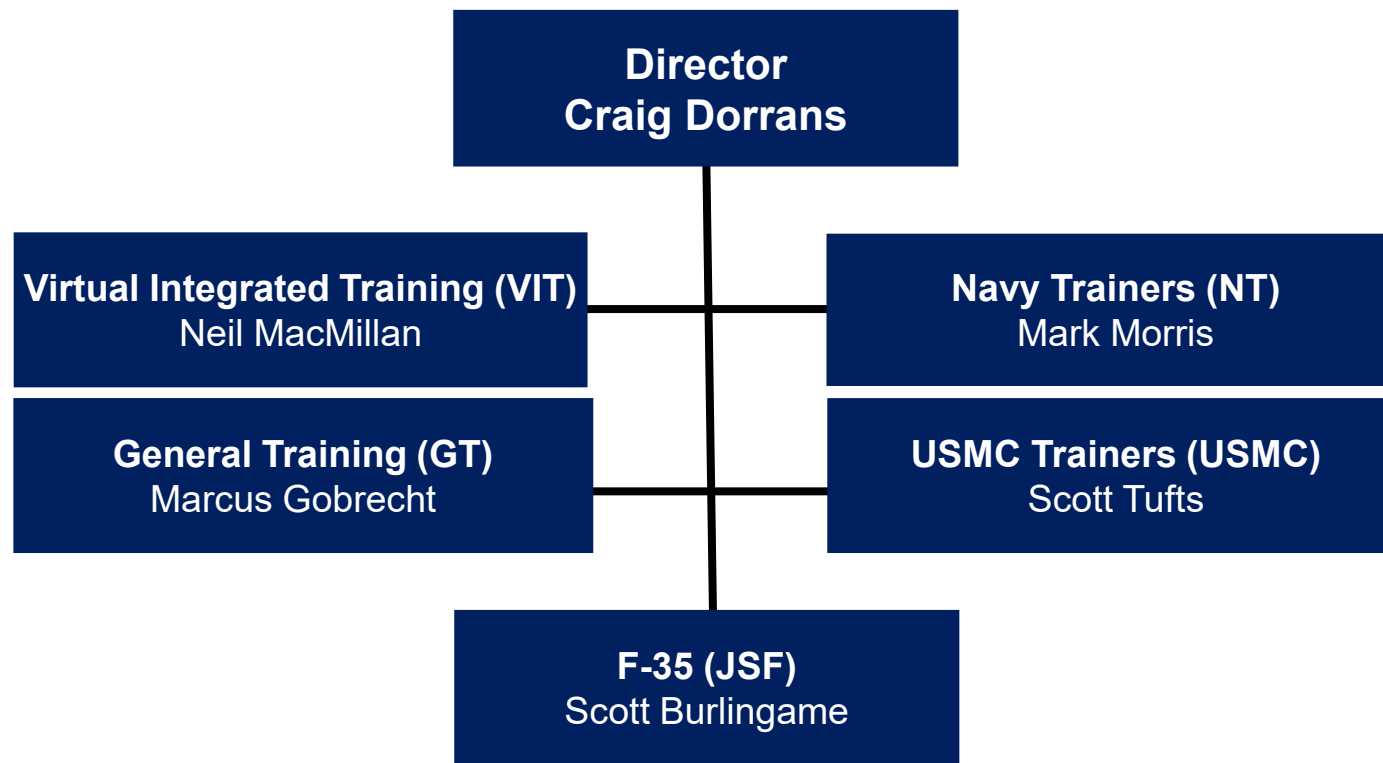 Director
Craig Dorrans
Virtual Integrated Training (VIT)
Neil MacMillan
Navy Trainers (NT)
Mark Morris
General Training (GT)
Marcus Gobrecht
USMC Trainers (USMC)
Scott Tufts
F-35 (JSF)
Scott Burlingame